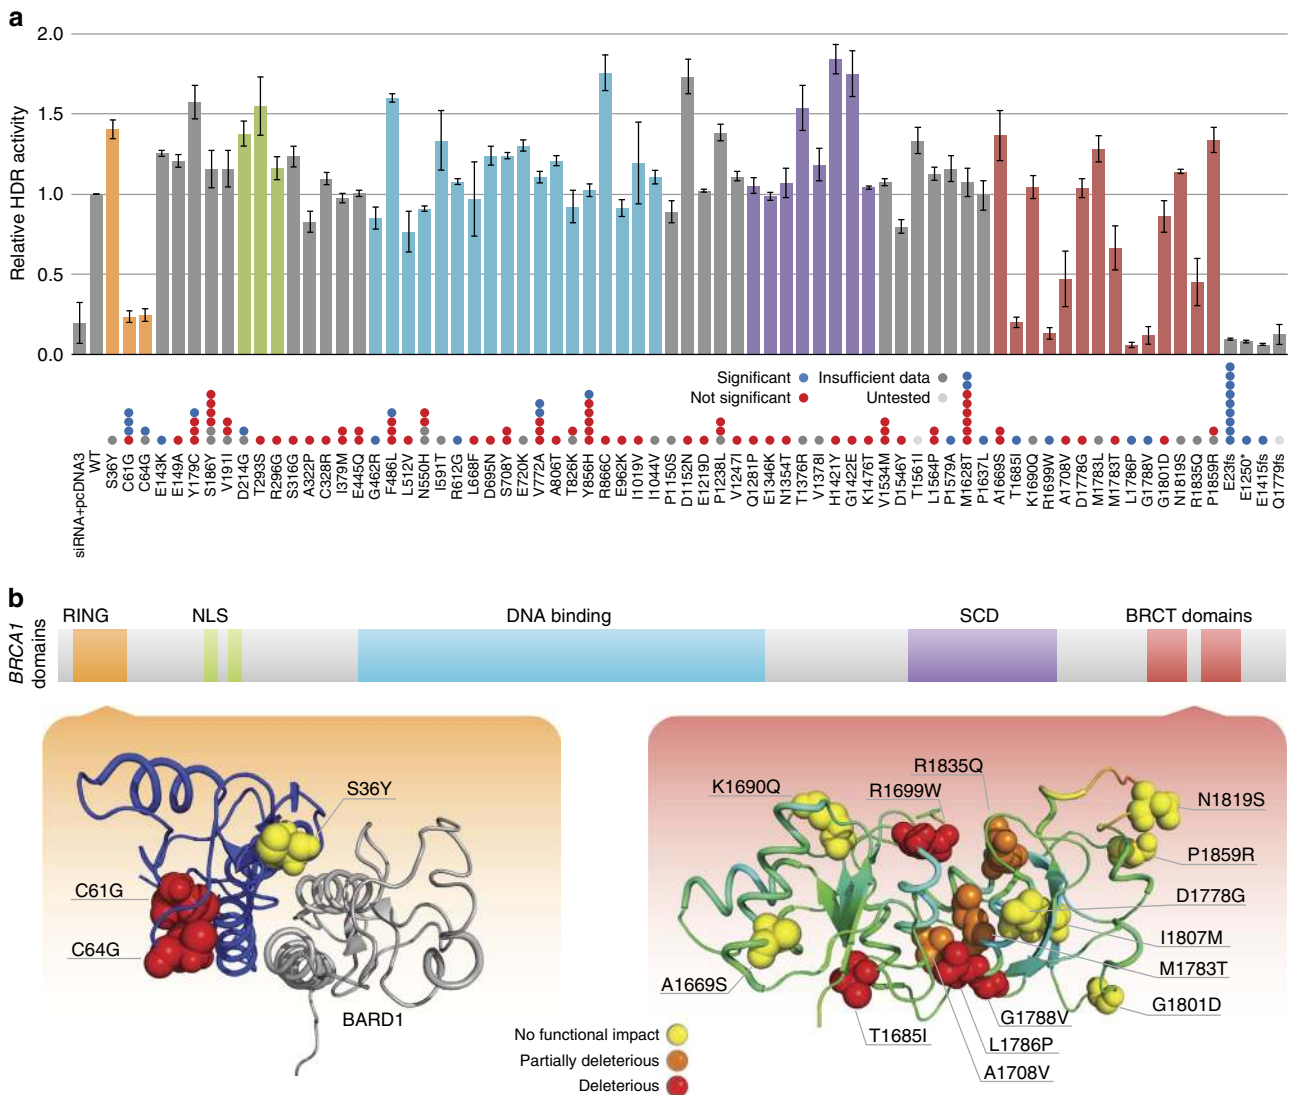 a
2.0
1.5
1.0
0.5
0.0
Relative HDR activity
Significant
Not significant
Insufficient data
Untested
siRNA+pcDNA3
WT
S36Y
C61G
C64G
E143K
E149A
Y179C
S186Y
V191I
D214G
T293S
R296G
S316G
A322P
C328R
I379M
E445Q
G462R
F486L
L512V
N550H
I591T
R612G
L668F
D695N
S708Y
E720K
V772A
A806T
T826K
Y856H
R866C
E962K
I1019V
I1044V
P1150S
D1152N
E1219D
P1238L
V1247I
Q1281P
E1346K
N1354T
T1376R
V1378I
H1421Y
G1422E
K1476T
V1534M
D1546Y
T1561I
L1564P
P1579A
M1628T
P1637L
A1669S
T1685I
K1690Q
R1699W
A1708V
D1778G
M1783L
M1783T
L1786P
G1788V
G1801D
N1819S
R1835Q
P1859R
E23fs
E1250*
E1415fs
Q1779fs
b
BRCA1
domains
RING
NLS
DNA binding
SCD
BRCT domains
S36Y
C61G
C64G
BARD1
K1690Q
R1835Q
R1699W
N1819S
P1859R
D1778G
I1807M
M1783T
A1669S
G1801D
G1788V
T1685I
L1786P
A1708V
No functional impact
Partially deleterious
Deleterious